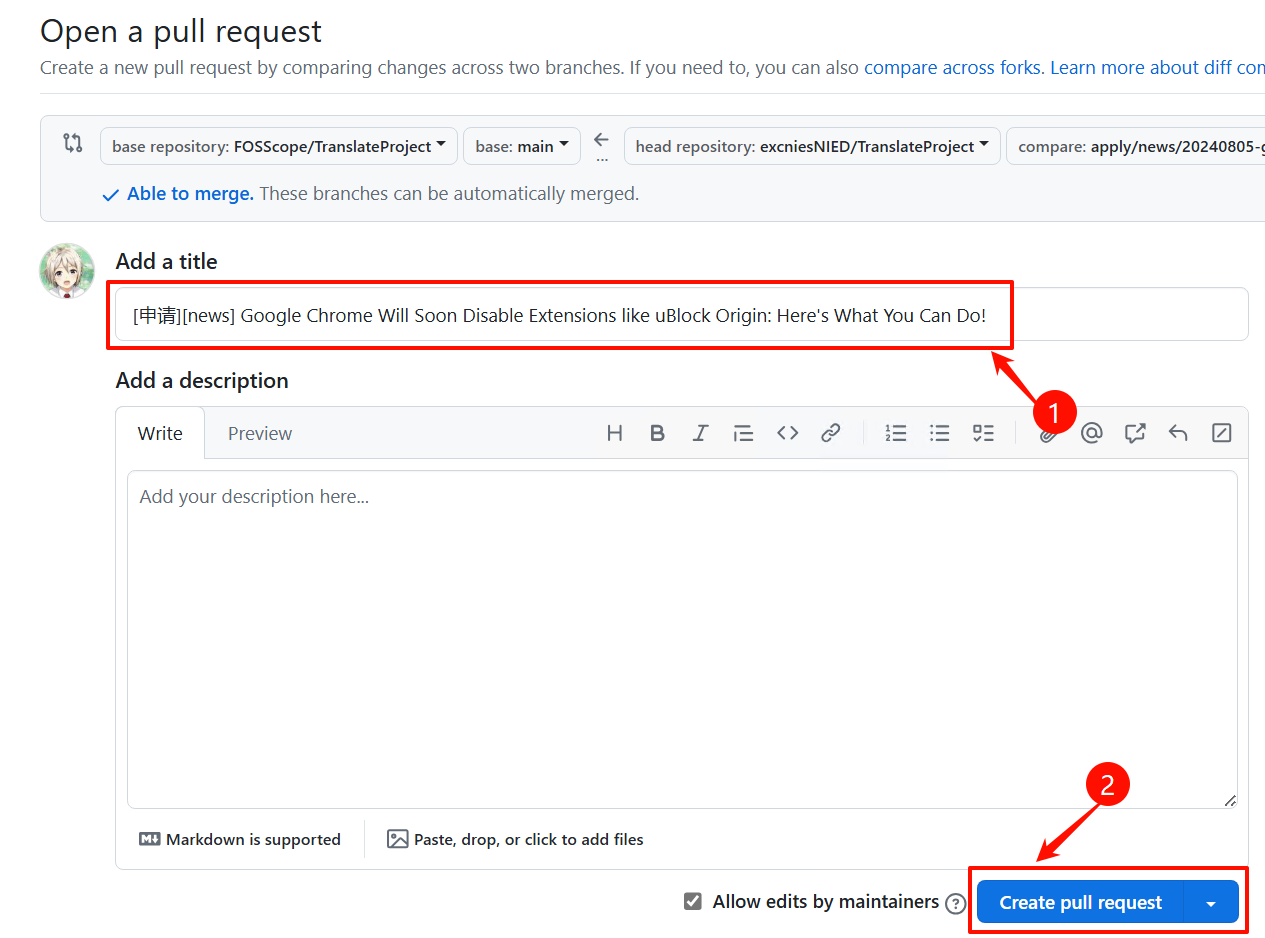 Open a pull request
Create a new pull request by comparing changes across two branches. If you need to, you can also compare across forks. Learn more about diff
base repository: FOSScope/TranslateProject base: main ... head repository: excniesNIED/TranslateProject compare: apply/news/20240805-
Able to merge. These branches can be automatically merged.
Add a title
[申请][news] Google Chrome Will Soon Disable Extensions like uBlock Origin: Here's What You Can Do!
Add a description
1
Write Preview
Add your description here...
2
Markdown is supported Paste, drop, or click to add files
Allow edits by maintainers ? Create pull request